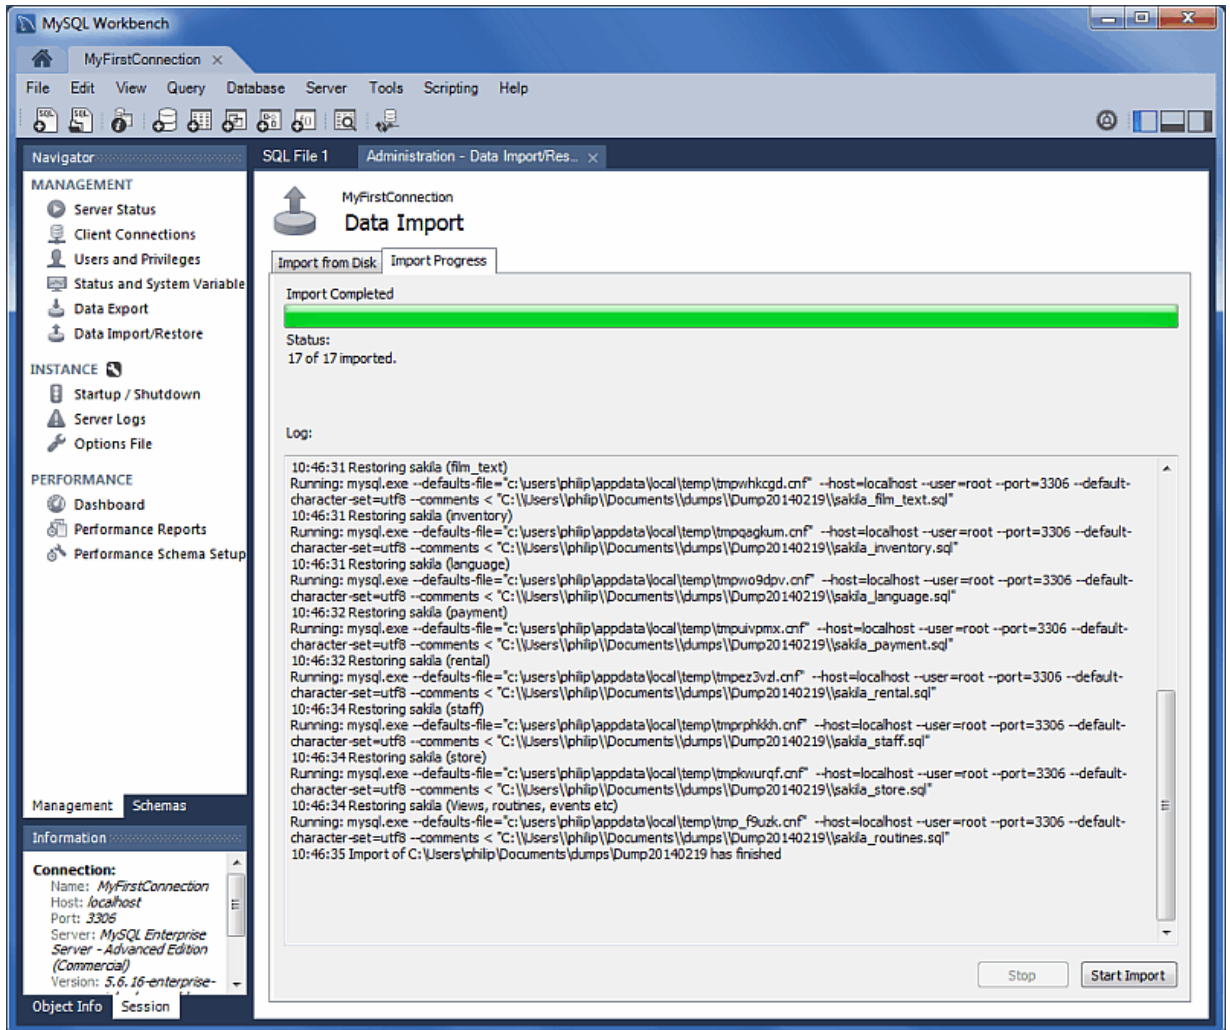 MySQL Workbench
MyFirstConnection
File Edit View Query Database Server Tools Scripting Help
Navigator
MANAGEMENT
Server Status
Client Connections
Users and Privileges
Status and System Variable
Data Export
Data Import/Restore
INSTANCE
Startup / Shutdown
Server Logs
Options File
PERFORMANCE
Dashboard
Performance Reports
Performance Schema Setup
Management Schemas
Information
Connection:
Name: MyFirstConnection
Host: localhost
Port: 3306
Server: MySQL Enterprise
Server - Advanced Edition
(Commercial)
Version: 5.6.16-enterprise-
Object Info Session
SQL File 1 Administration - Data Import/Res...
MyFirstConnection
Data Import
Import from Disk Import Progress
Import Completed
Status:
17 of 17 imported.
Log:
10:46:31 Restoring sakila (film_text)
Running: mysql.exe --defaults-file="c:\users\philip\appdata\local\temp\tmpwhkcgd.cnf" --host=localhost --user=root --port=3306 --default-
character-set=utf8 --comments < "C:\\Users\\philip\\Documents\\dumps\\Dump20140219\\sakila_film_text.sql"
10:46:31 Restoring sakila (inventory)
Running: mysql.exe --defaults-file="c:\users\philip\appdata\local\temp\tmpqagkum.cnf" --host=localhost --user=root --port=3306 --default-
character-set=utf8 --comments < "C:\\Users\\philip\\Documents\\dumps\\Dump20140219\\sakila_inventory.sql"
10:46:31 Restoring sakila (language)
Running: mysql.exe --defaults-file="c:\users\philip\appdata\local\temp\tmpwo9dpv.cnf" --host=localhost --user=root --port=3306 --default-
character-set=utf8 --comments < "C:\\Users\\philip\\Documents\\dumps\\Dump20140219\\sakila_language.sql"
10:46:32 Restoring sakila (payment)
Running: mysql.exe --defaults-file="c:\users\philip\appdata\local\temp\tmpuivpmx.cnf" --host=localhost --user=root --port=3306 --default-
character-set=utf8 --comments < "C:\\Users\\philip\\Documents\\dumps\\Dump20140219\\sakila_payment.sql"
10:46:32 Restoring sakila (rental)
Running: mysql.exe --defaults-file="c:\users\philip\appdata\local\temp\tmpez3vzl.cnf" --host=localhost --user=root --port=3306 --default-
character-set=utf8 --comments < "C:\\Users\\philip\\Documents\\dumps\\Dump20140219\\sakila_rental.sql"
10:46:34 Restoring sakila (staff)
Running: mysql.exe --defaults-file="c:\users\philip\appdata\local\temp\tmprphkkh.cnf" --host=localhost --user=root --port=3306 --default-
character-set=utf8 --comments < "C:\\Users\\philip\\Documents\\dumps\\Dump20140219\\sakila_staff.sql"
10:46:34 Restoring sakila (store)
Running: mysql.exe --defaults-file="c:\users\philip\appdata\local\temp\tmpkwurqf.cnf" --host=localhost --user=root --port=3306 --default-
character-set=utf8 --comments < "C:\\Users\\philip\\Documents\\dumps\\Dump20140219\\sakila_store.sql"
10:46:34 Restoring sakila (Views, routines, events etc)
Running: mysql.exe --defaults-file="c:\users\philip\appdata\local\temp\tmp_f9uzk.cnf" --host=localhost --user=root --port=3306 --default-
character-set=utf8 --comments < "C:\\Users\\philip\\Documents\\dumps\\Dump20140219\\sakila_routines.sql"
10:46:35 Import of C:\Users\philip\Documents\dumps\Dump20140219 has finished
Stop Start Import